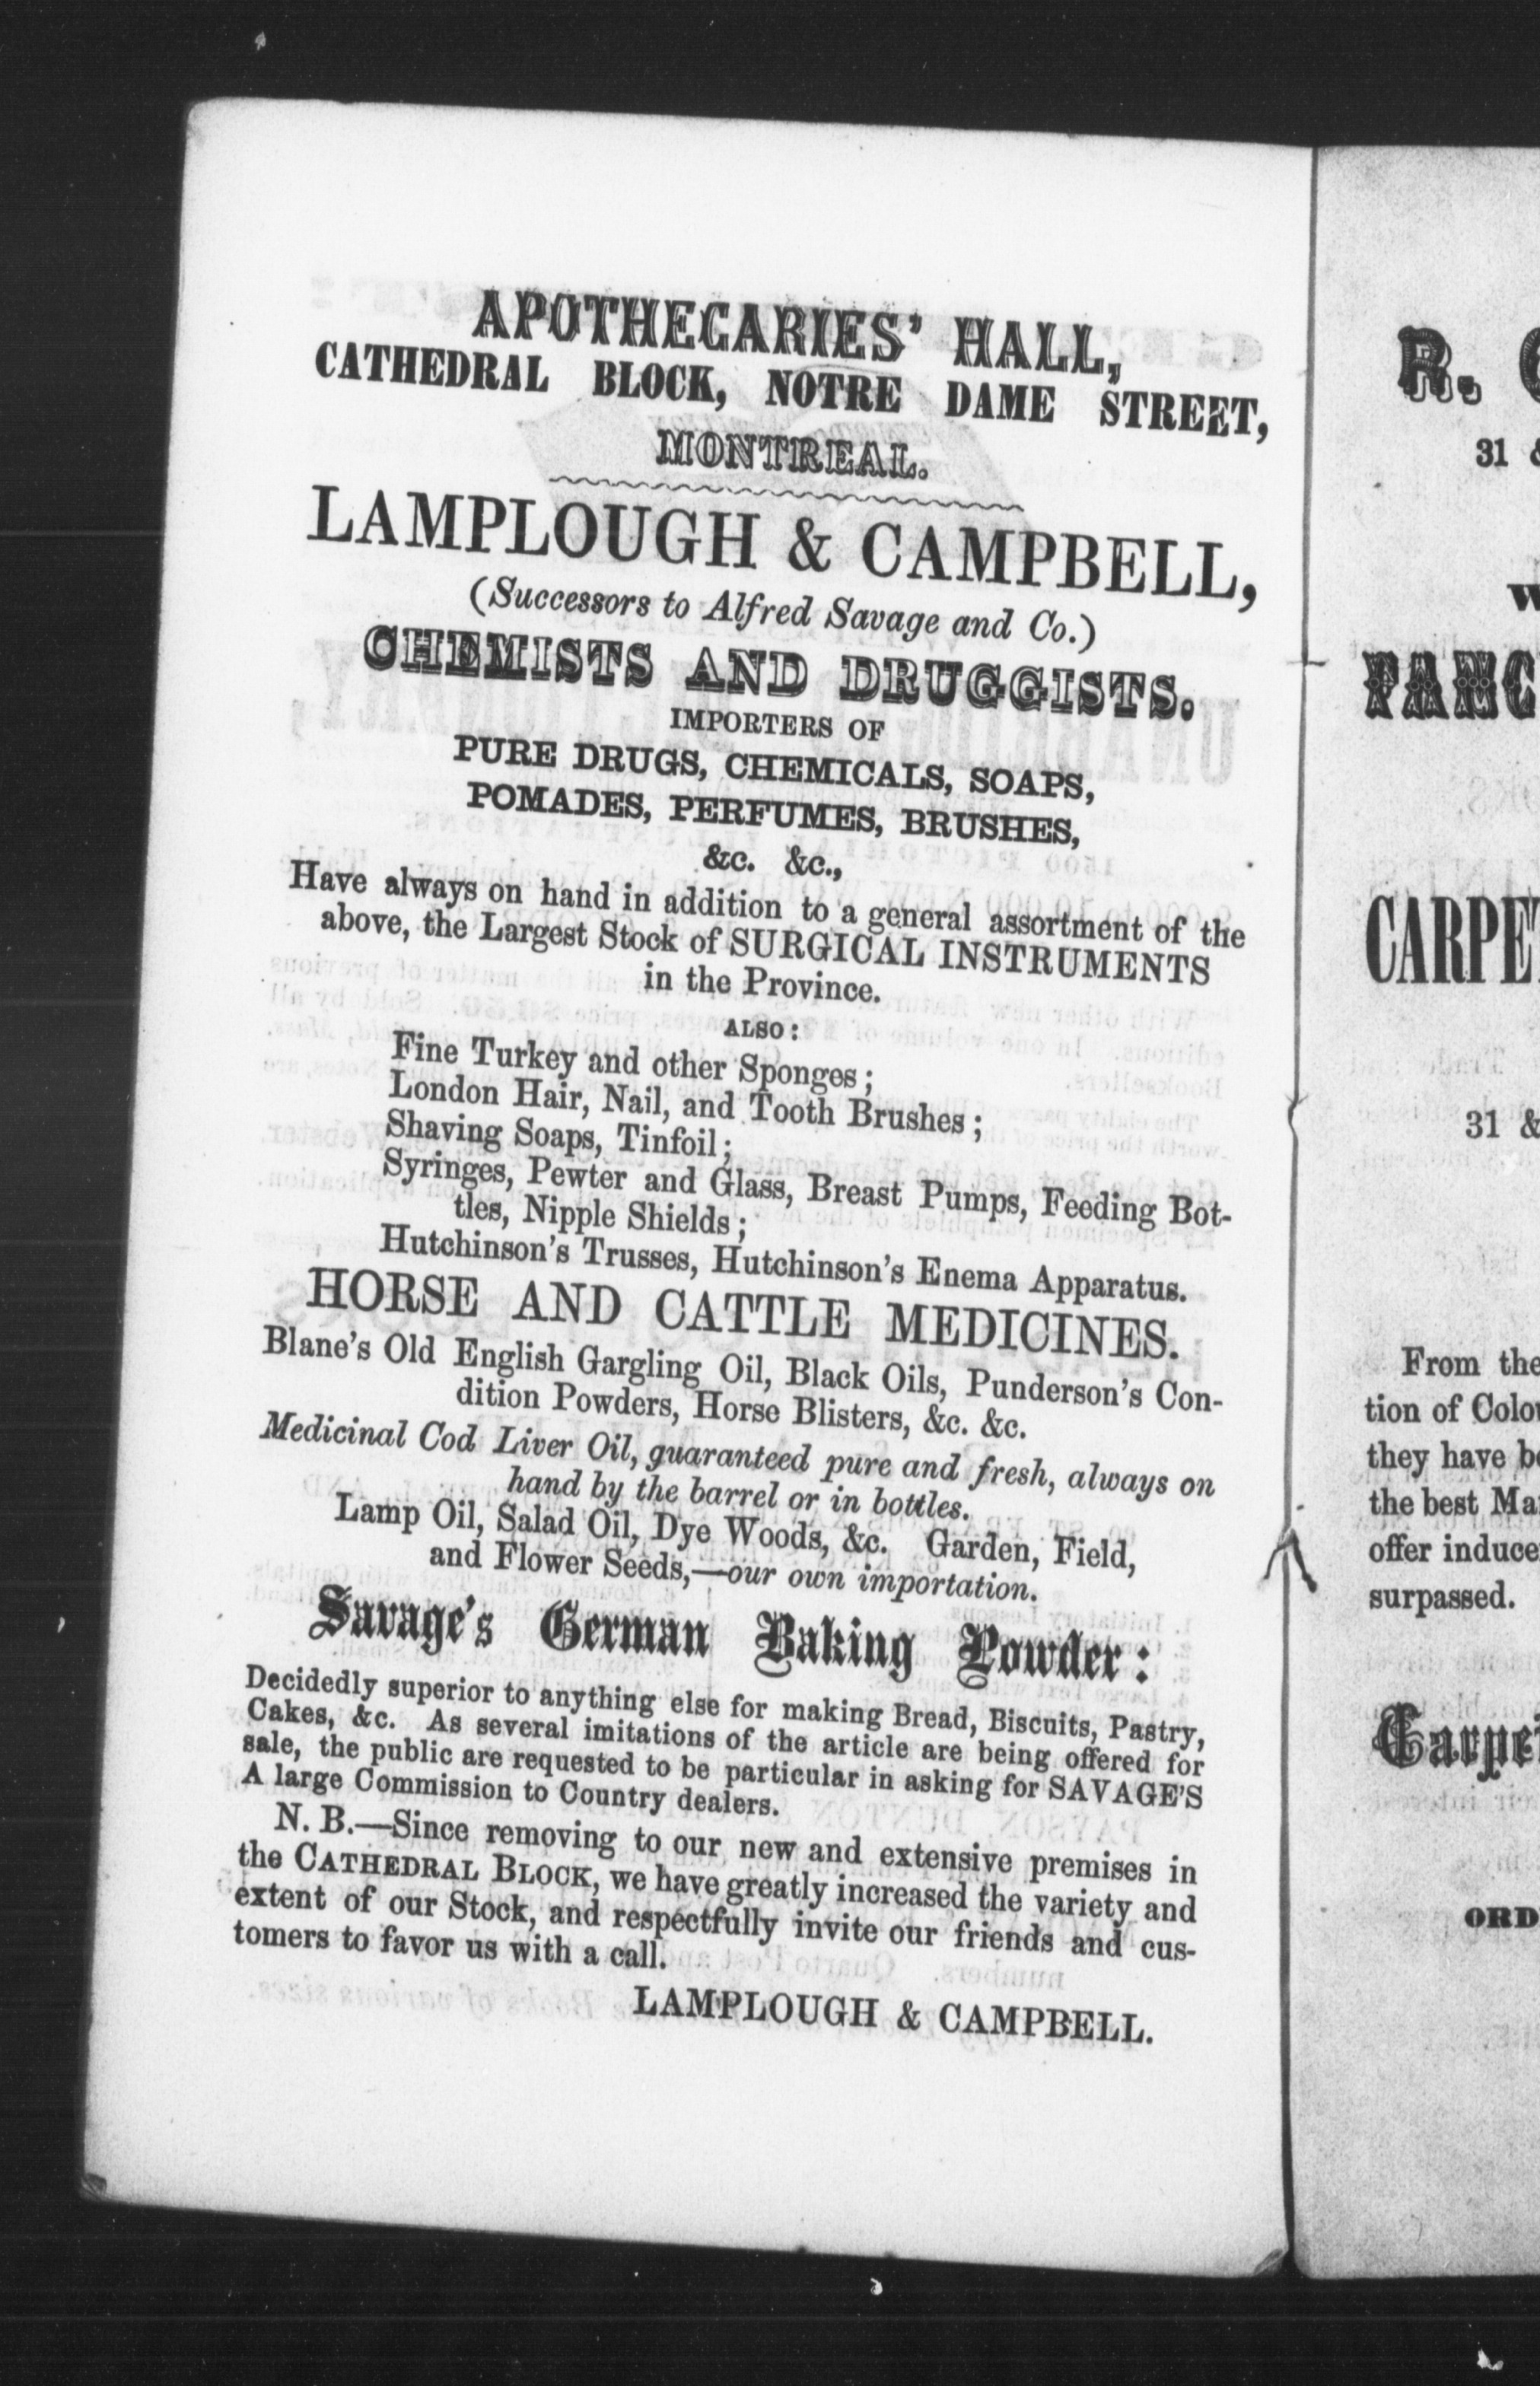 APOTHECARIES' HALL,
CATHEDRAL BLOCK, NOTRE DAME STREET,
MONTREAL.
LAMPLOUGH & CAMPBELL,
(Successors to Alfred Savage and Co.)
CHEMISTS AND DRUGGISTS.
IMPORTERS OF
PURE DRUGS, CHEMICALS, SOAPS,
POMADES, PERFUMES, BRUSHES,
&c. &c.,
Have always on hand in addition to a general assortment of the
above, the Largest Stock of SURGICAL INSTRUMENTS
in the Province.
ALSO:
Fine Turkey and other Sponges;
London Hair, Nail, and Tooth Brushes;
Shaving Soaps, Tinfoil;
Syringes, Pewter and Glass, Breast Pumps, Feeding Bot-
tles, Nipple Shields;
Hutchinson's Trusses, Hutchinson's Enema Apparatus.
HORSE AND CATTLE MEDICINES.
Blane's Old English Gargling Oil, Black Oils, Punderson's Con-
dition Powders, Horse Blisters, &c. &c.
Medicinal Cod Liver Oil, guaranteed pure and fresh, always on
hand by the barrel or in bottles.
Lamp Oil, Salad Oil, Dye Woods, &c. Garden, Field,
and Flower Seeds,—our own importation.
Savage's German Baking Powder:
Decidedly superior to anything else for making Bread, Biscuits, Pastry,
Cakes, &c. As several imitations of the article are being offered for
sale, the public are requested to be particular in asking for SAVAGE'S
A large Commission to Country dealers.
N. B.—Since removing to our new and extensive premises in
the CATHEDRAL BLOCK, we have greatly increased the variety and
extent of our Stock, and respectfully invite our friends and cus-
tomers to favor us with a call.
LAMPLOUGH & CAMPBELL.
R.
31 &
31 &
From the
tion of
they have
the best
offer
surpassed.